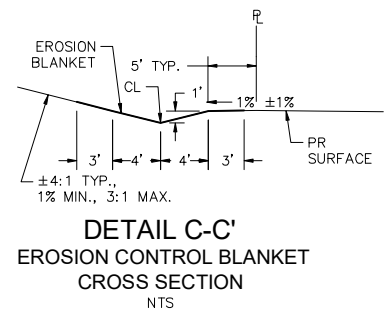 PL
EROSION
BLANKET
5' TYP.
CL
1'
1% ±1%
3'
4'
4'
3'
PR
SURFACE
±4:1 TYP.,
1% MIN., 3:1 MAX.
DETAIL C-C'
EROSION CONTROL BLANKET
CROSS SECTION
NTS